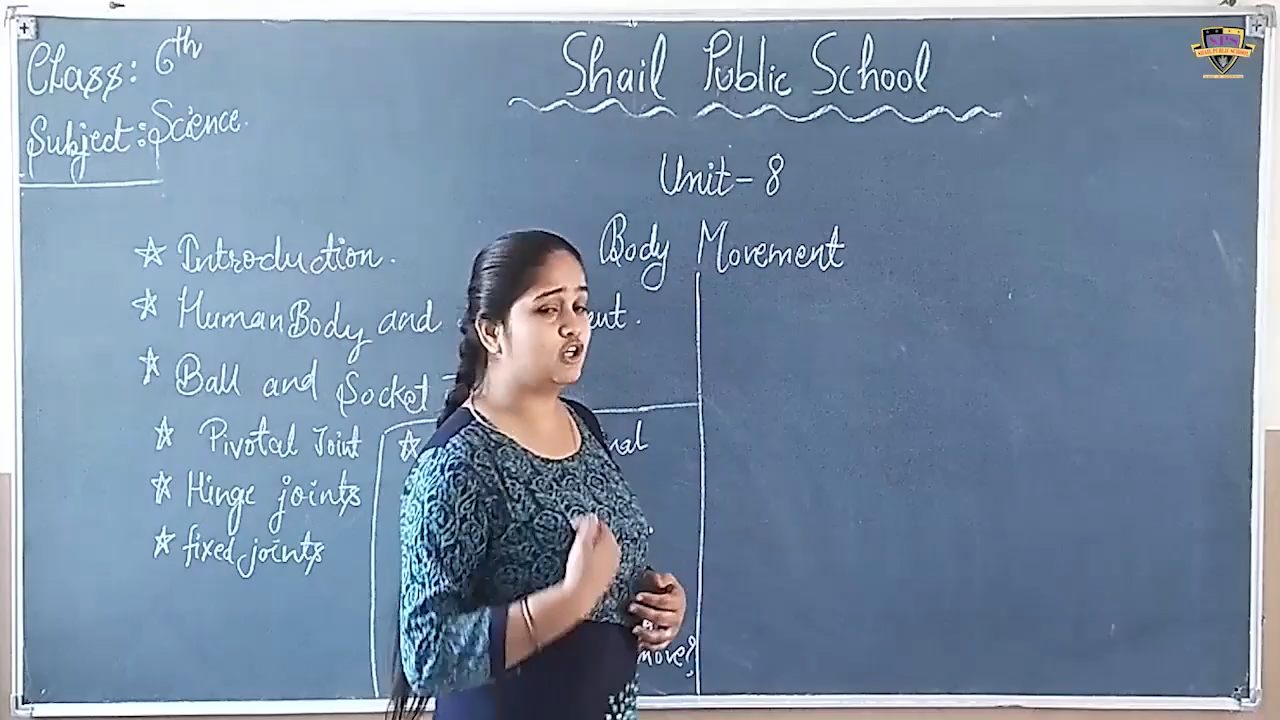 Class: 6th
Subject: Science.
Shail Public School
Unit-8
Body Movement
☆ Introduction.
☆ Human Body and
☆ Ball and Socket
☆ Pivotal Joint
☆ Hinge joints
☆ fixed joints
☆
move?